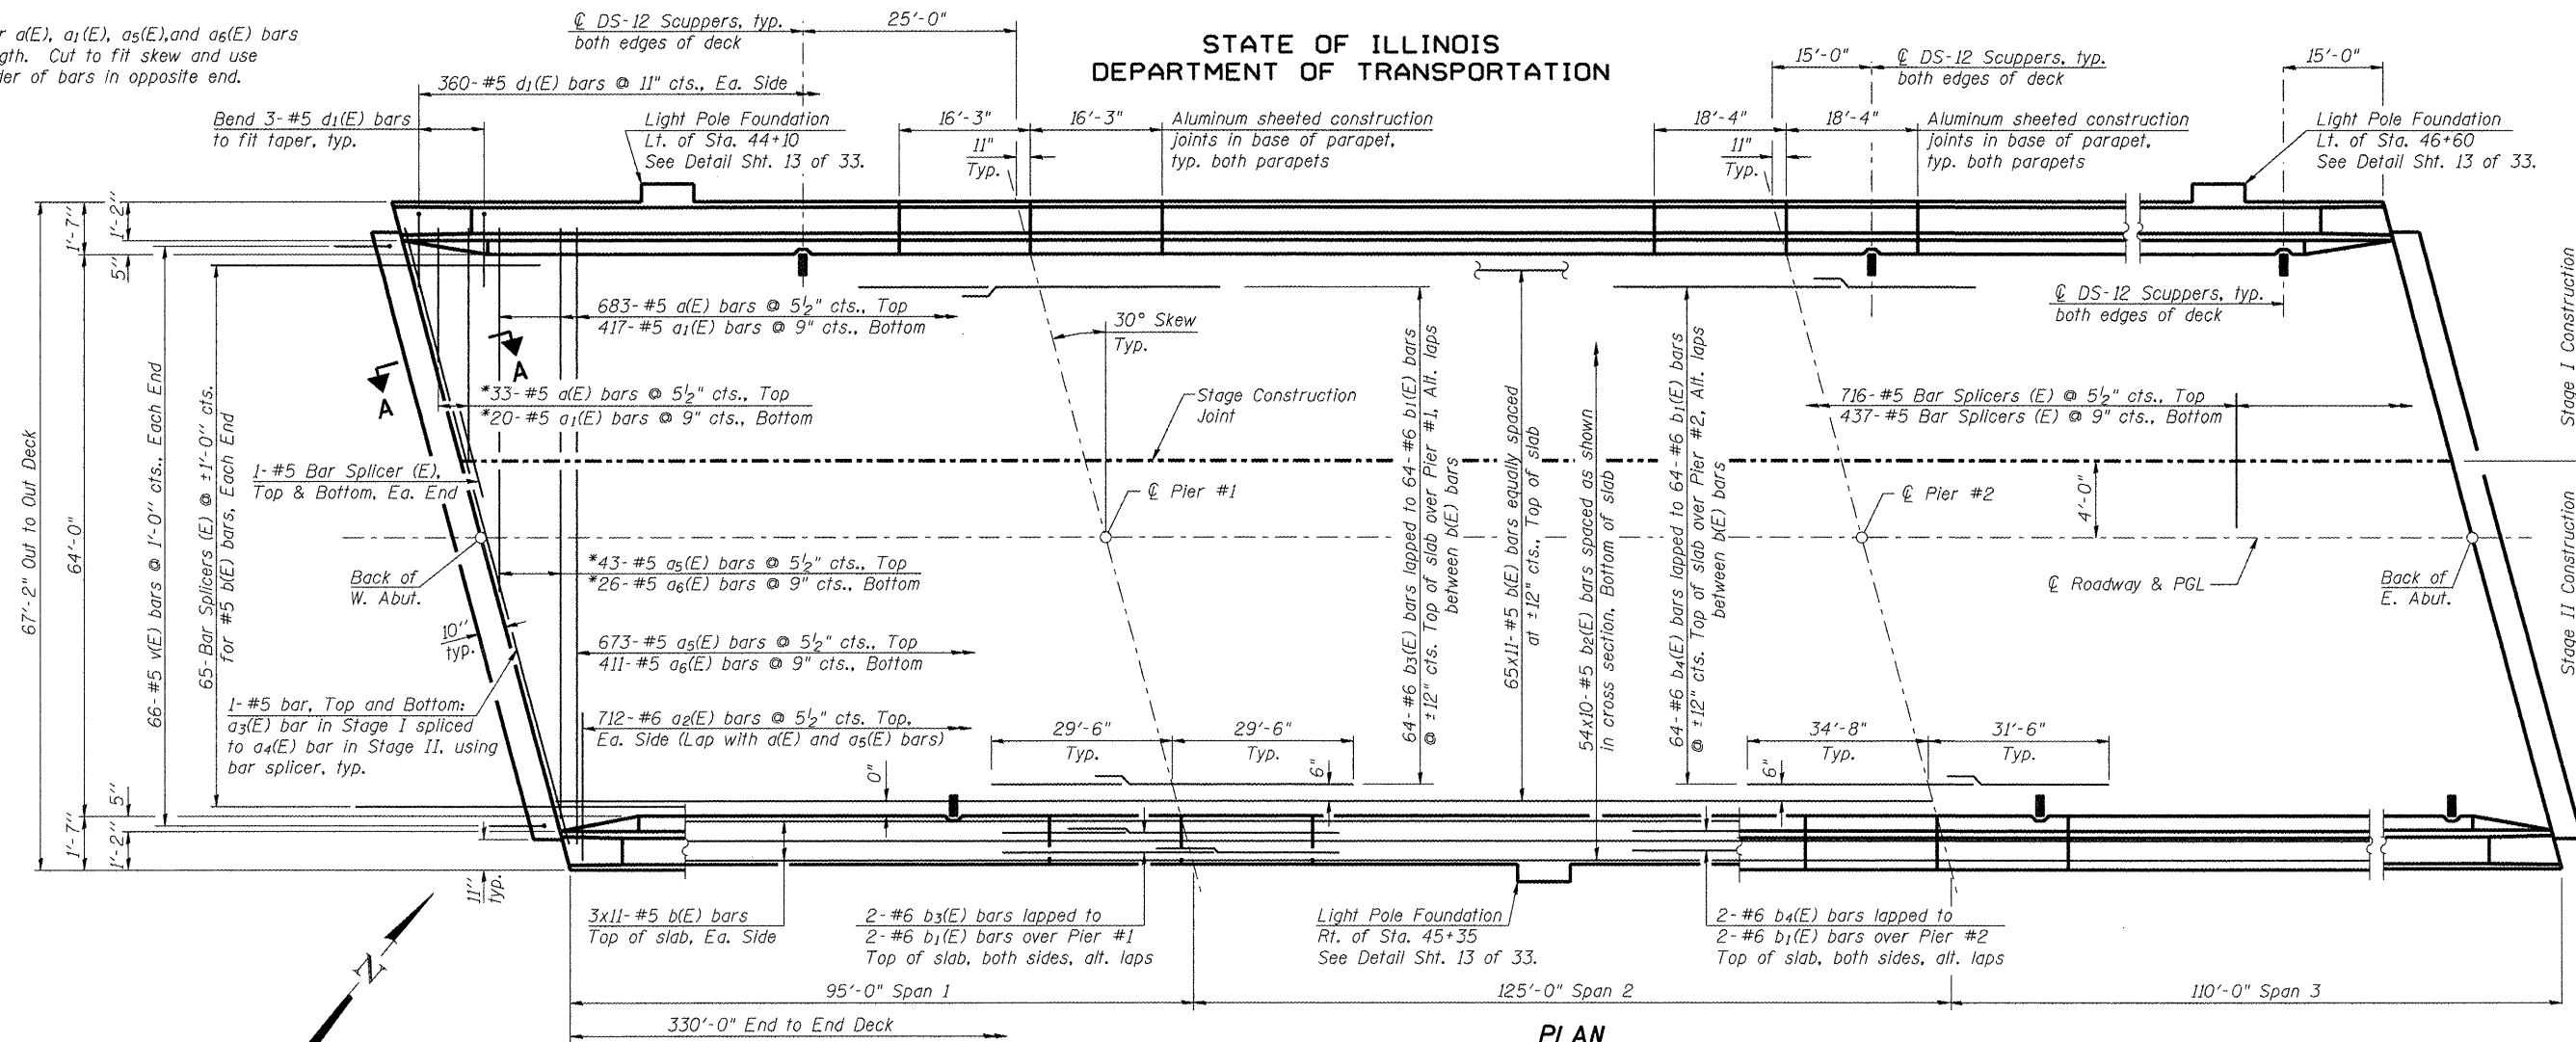 STATE OF ILLINOIS
DEPARTMENT OF TRANSPORTATION
r a(E), a1(E), a5(E), and a6(E) bars
gth. Cut to fit skew and use
der of bars in opposite end.
℄ DS-12 Scuppers, typ.
both edges of deck
25'-0"
360-#5 d1(E) bars @ 11" cts., Ea. Side
Bend 3-#5 d1(E) bars
to fit taper, typ.
Light Pole Foundation
Lt. of Sta. 44+10
See Detail Sht. 13 of 33.
16'-3"
16'-3"
11"
Typ.
Aluminum sheeted construction
joints in base of parapet,
typ. both parapets
15'-0"
℄ DS-12 Scuppers, typ.
both edges of deck
15'-0"
18'-4"
18'-4"
11"
Typ.
Aluminum sheeted construction
joints in base of parapet,
typ. both parapets
Light Pole Foundation
Lt. of Sta. 46+60
See Detail Sht. 13 of 33.
67'-2" Out to Out Deck
1'-7"
64'-0"
1'-7"
1'-2"
5"
5"
1'-2"
66-#5 v(E) bars @ 1'-0" cts., Each End
65-Bar Splicers (E) @ ±1'-0" cts.
for #5 b(E) bars, Each End
683-#5 a(E) bars @ 5½" cts., Top
417-#5 a1(E) bars @ 9" cts., Bottom
A
A
*33-#5 a(E) bars @ 5½" cts., Top
*20-#5 a1(E) bars @ 9" cts., Bottom
30° Skew
Typ.
Stage Construction
Joint
℄ DS-12 Scuppers, typ.
both edges of deck
716-#5 Bar Splicers (E) @ 5½" cts., Top
437-#5 Bar Splicers (E) @ 9" cts., Bottom
Stage I Construction
Stage II Construction
1-#5 Bar Splicer (E),
Top & Bottom, Ea. End
℄ Pier #1
℄ Pier #2
4'-0"
Back of
W. Abut.
*43-#5 a5(E) bars @ 5½" cts., Top
*26-#5 a6(E) bars @ 9" cts., Bottom
℄ Roadway & PGL
Back of
E. Abut.
10"
typ.
673-#5 a5(E) bars @ 5½" cts., Top
411-#5 a6(E) bars @ 9" cts., Bottom
1-#5 bar, Top and Bottom:
a3(E) bar in Stage I spliced
to a4(E) bar in Stage II, using
bar splicer, typ.
712-#6 a2(E) bars @ 5½" cts. Top,
Ea. Side (Lap with a(E) and a5(E) bars)
64-#6 b3(E) bars lapped to 64-#6 b1(E) bars
@ ±12" cts. Top of slab over Pier #1, Alt. laps
between b(E) bars
65x11-#5 b(E) bars equally spaced
at ±12" cts., Top of slab
54x10-#5 b2(E) bars spaced as shown
in cross section, Bottom of slab
64-#6 b4(E) bars lapped to 64-#6 b1(E) bars
@ ±12" cts. Top of slab over Pier #2, Alt. laps
between b(E) bars
29'-6"
Typ.
29'-6"
Typ.
34'-8"
Typ.
31'-6"
Typ.
0"
6"
6"
11"
typ.
N
3x11-#5 b(E) bars
Top of slab, Ea. Side
2-#6 b3(E) bars lapped to
2-#6 b1(E) bars over Pier #1
Top of slab, both sides, alt. laps
Light Pole Foundation
Rt. of Sta. 45+35
See Detail Sht. 13 of 33.
2-#6 b4(E) bars lapped to
2-#6 b1(E) bars over Pier #2
Top of slab, both sides, alt. laps
95'-0" Span 1
125'-0" Span 2
110'-0" Span 3
330'-0" End to End Deck
PLAN